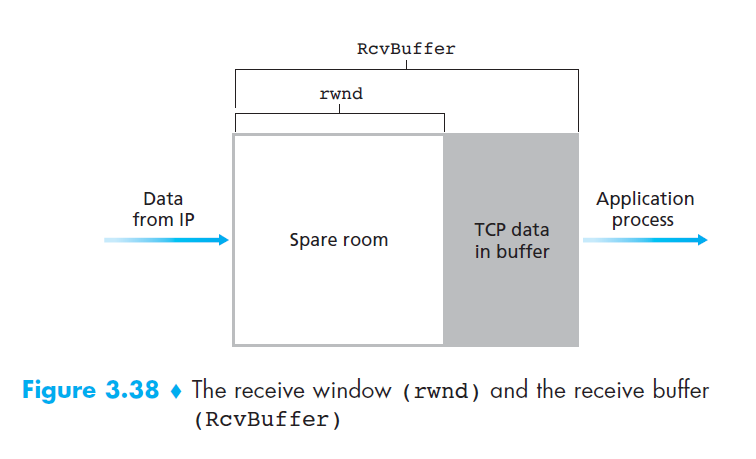 RcvBuffer
rwnd
Data
from IP
Spare room
TCP data
in buffer
Application
process
Figure 3.38 ♦ The receive window (rwnd) and the receive buffer
(RcvBuffer)